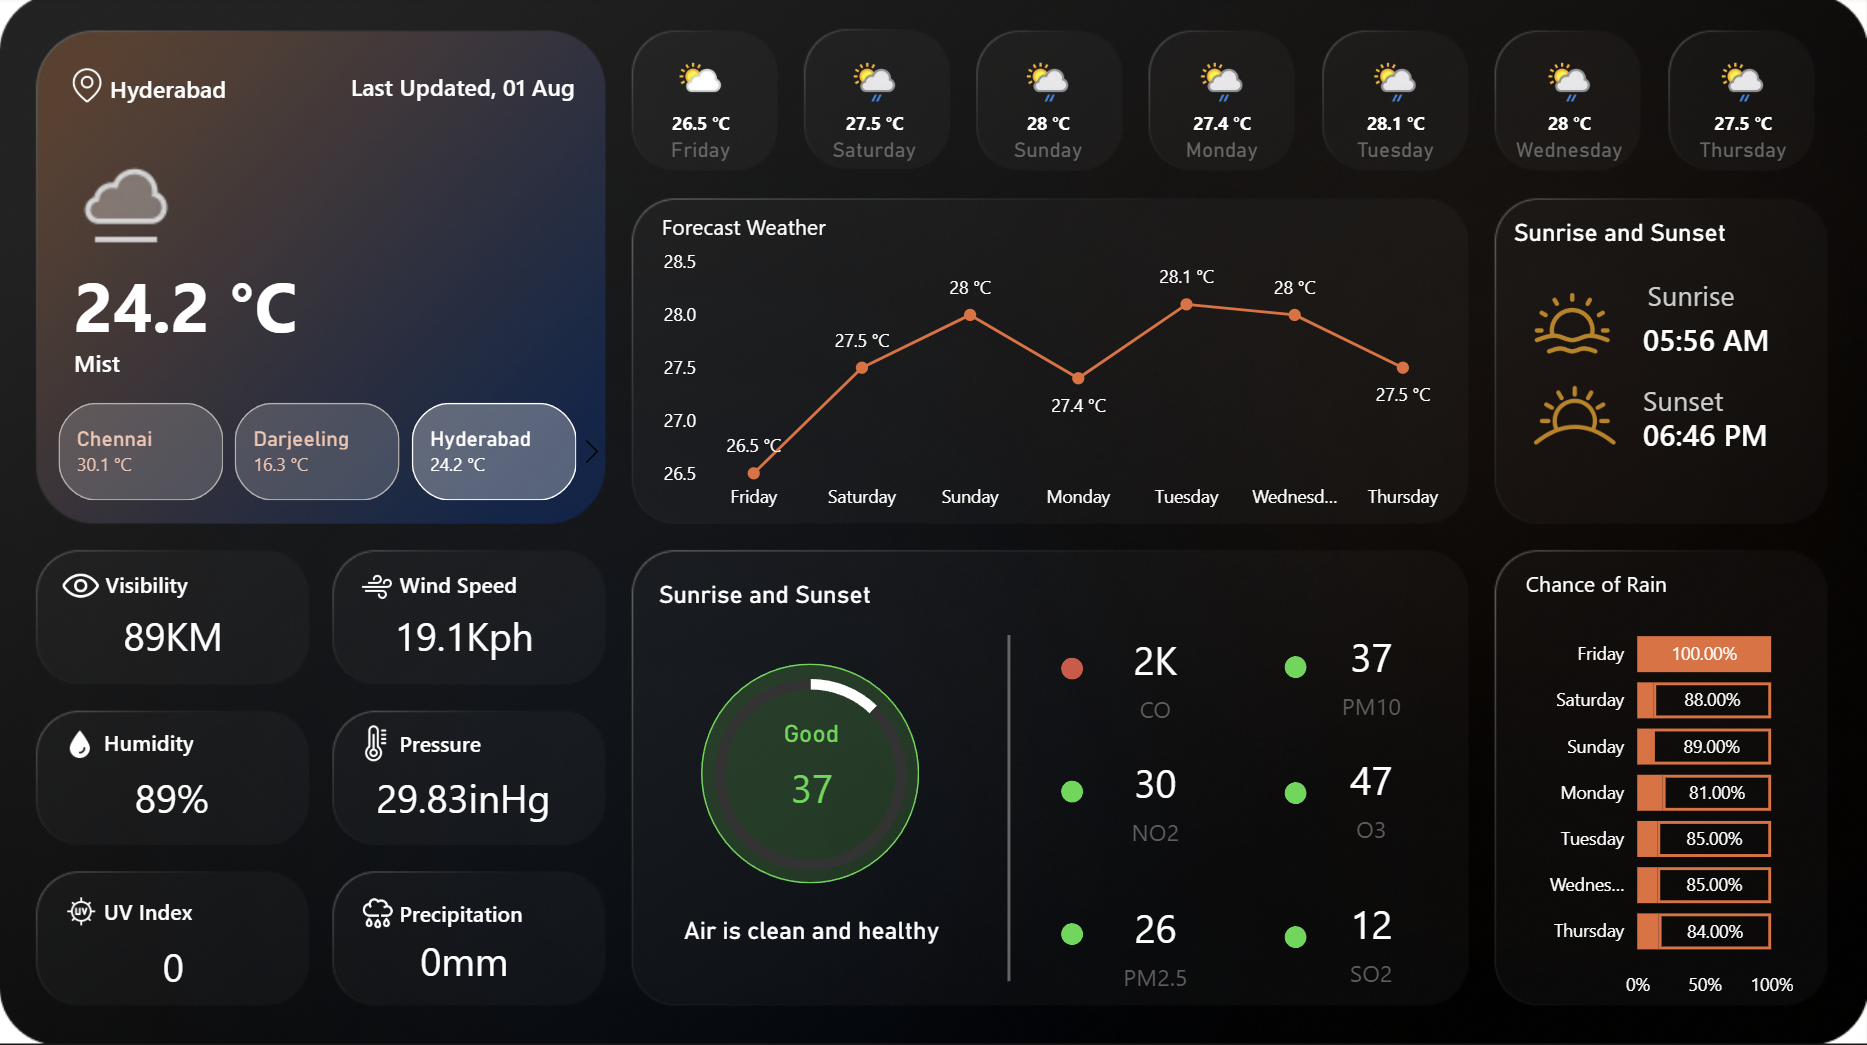 Hyderabad
Last Updated, 01 Aug
24.2 °C
Mist
Chennai
30.1 °C
Darjeeling
16.3 °C
Hyderabad
24.2 °C
26.5 °C
Friday
27.5 °C
Saturday
28 °C
Sunday
27.4 °C
Monday
28.1 °C
Tuesday
28 °C
Wednesday
27.5 °C
Thursday
Forecast Weather
28.5
28.0
27.5
27.0
26.5
26.5 °C
27.5 °C
28 °C
27.4 °C
28.1 °C
28 °C
27.5 °C
Friday
Saturday
Sunday
Monday
Tuesday
Wednesd...
Thursday
Sunrise and Sunset
Sunrise
05:56 AM
Sunset
06:46 PM
Visibility
89KM
Wind Speed
19.1Kph
Humidity
89%
Pressure
29.83inHg
UV
UV Index
0
Precipitation
0mm
Sunrise and Sunset
Good
37
Air is clean and healthy
2K
CO
37
PM10
30
NO2
47
O3
26
PM2.5
12
SO2
Chance of Rain
Friday 100.00%
Saturday 88.00%
Sunday 89.00%
Monday 81.00%
Tuesday 85.00%
Wednes... 85.00%
Thursday 84.00%
0% 50% 100%